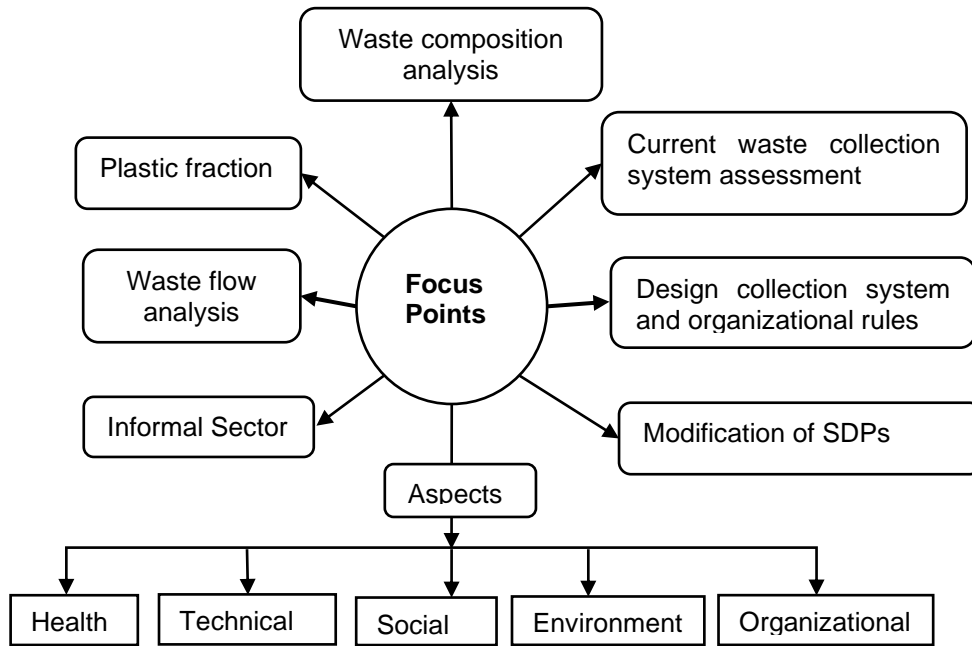 Waste composition
analysis
Plastic fraction
Current waste collection
system assessment
Waste flow
analysis
Focus
Points
Design collection system
and organizational rules
Informal Sector
Modification of SDPs
Aspects
Health
Technical
Social
Environment
Organizational